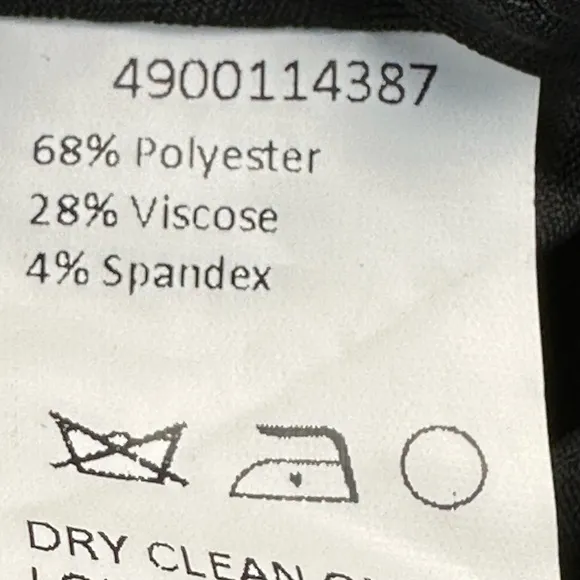 4900114387
68% Polyester
28% Viscose
4% Spandex
DRY CLEAN